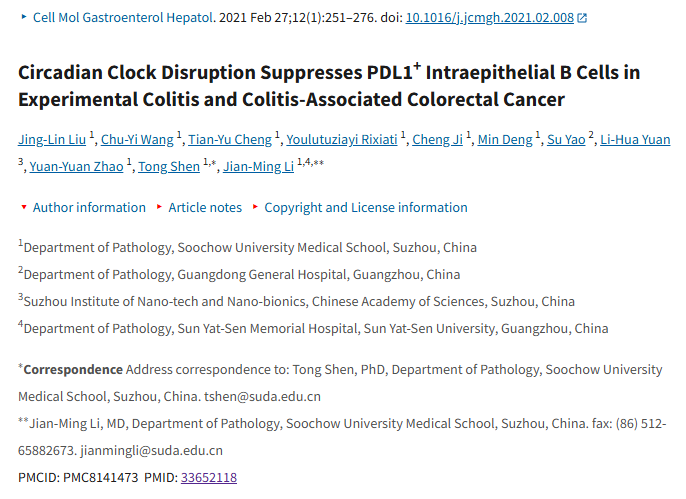 Cell Mol Gastroenterol Hepatol. 2021 Feb 27;12(1):251–276. doi: 10.1016/j.jcmgh.2021.02.008
Circadian Clock Disruption Suppresses PDL1+ Intraepithelial B Cells in
Experimental Colitis and Colitis-Associated Colorectal Cancer
Jing-Lin Liu 1, Chu-Yi Wang 1, Tian-Yu Cheng 1, Youlutuziayi Rixiati 1, Cheng Ji 1, Min Deng 1, Su Yao 2, Li-Hua Yuan
3, Yuan-Yuan Zhao 1, Tong Shen 1,∗, Jian-Ming Li 1,4,∗∗
Author information Article notes Copyright and License information
1Department of Pathology, Soochow University Medical School, Suzhou, China
2Department of Pathology, Guangdong General Hospital, Guangzhou, China
3Suzhou Institute of Nano-tech and Nano-bionics, Chinese Academy of Sciences, Suzhou, China
4Department of Pathology, Sun Yat-Sen Memorial Hospital, Sun Yat-Sen University, Guangzhou, China
∗Correspondence Address correspondence to: Tong Shen, PhD, Department of Pathology, Soochow University
Medical School, Suzhou, China. tshen@suda.edu.cn
∗∗Jian-Ming Li, MD, Department of Pathology, Soochow University Medical School, Suzhou, China. fax: (86) 512-
65882673. jianmingli@suda.edu.cn
PMCID: PMC8141473 PMID: 33652118